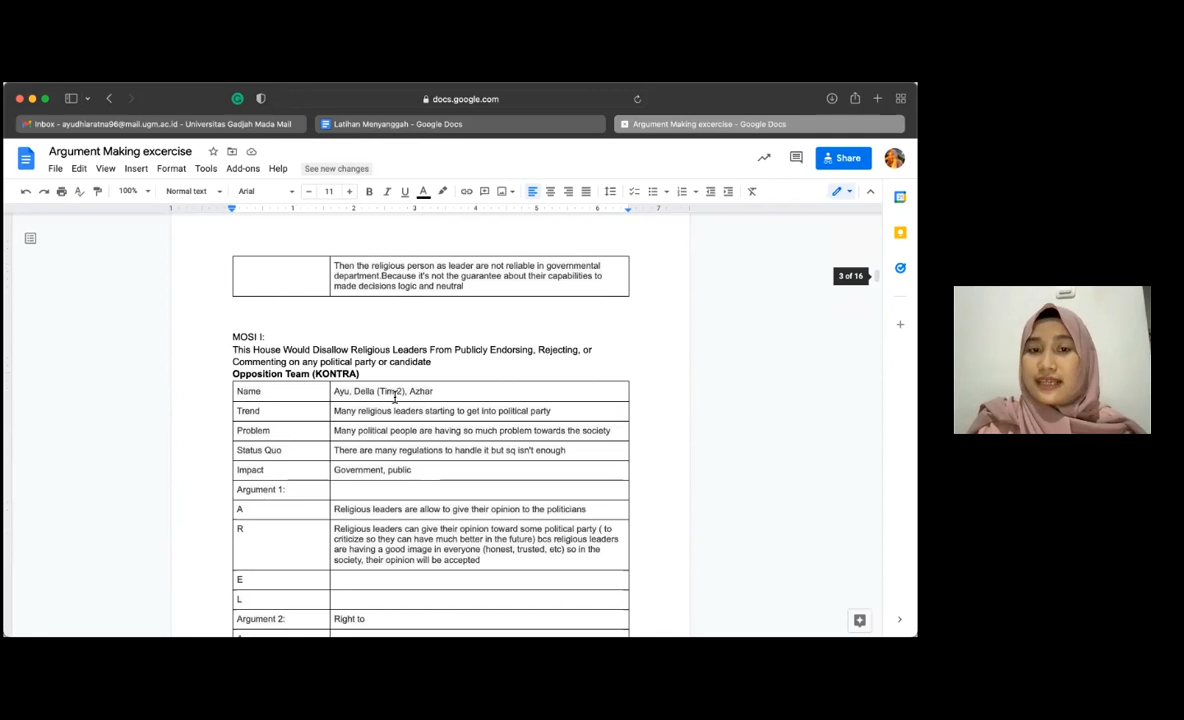 docs.google.com
Inbox - ayudhiaratna96@mail.ugm.ac.id - Universitas Gadjah Mada Mail
Latihan Menyanggah - Google Docs
Argument Making excercise - Google Docs
Argument Making excercise
File Edit View Insert Format Tools Add-ons Help See new changes
Share
100% Normal text Arial 11
1 1 2 3 4 5 6 7
Then the religious person as leader are not reliable in governmental
department.Because it's not the guarantee about their capabilities to
made decisions logic and neutral
3 of 16
MOSI I:
This House Would Disallow Religious Leaders From Publicly Endorsing, Rejecting, or
Commenting on any political party or candidate
Opposition Team (KONTRA)
Name Ayu, Della (Tim 2), Azhar
Trend Many religious leaders starting to get into political party
Problem Many political people are having so much problem towards the society
Status Quo There are many regulations to handle it but sq isn't enough
Impact Government, public
Argument 1:
A Religious leaders are allow to give their opinion to the politicians
R Religious leaders can give their opinion toward some political party ( to
criticize so they can have much better in the future) bcs religious leaders
are having a good image in everyone (honest, trusted, etc) so in the
society, their opinion will be accepted
E
L
Argument 2: Right to